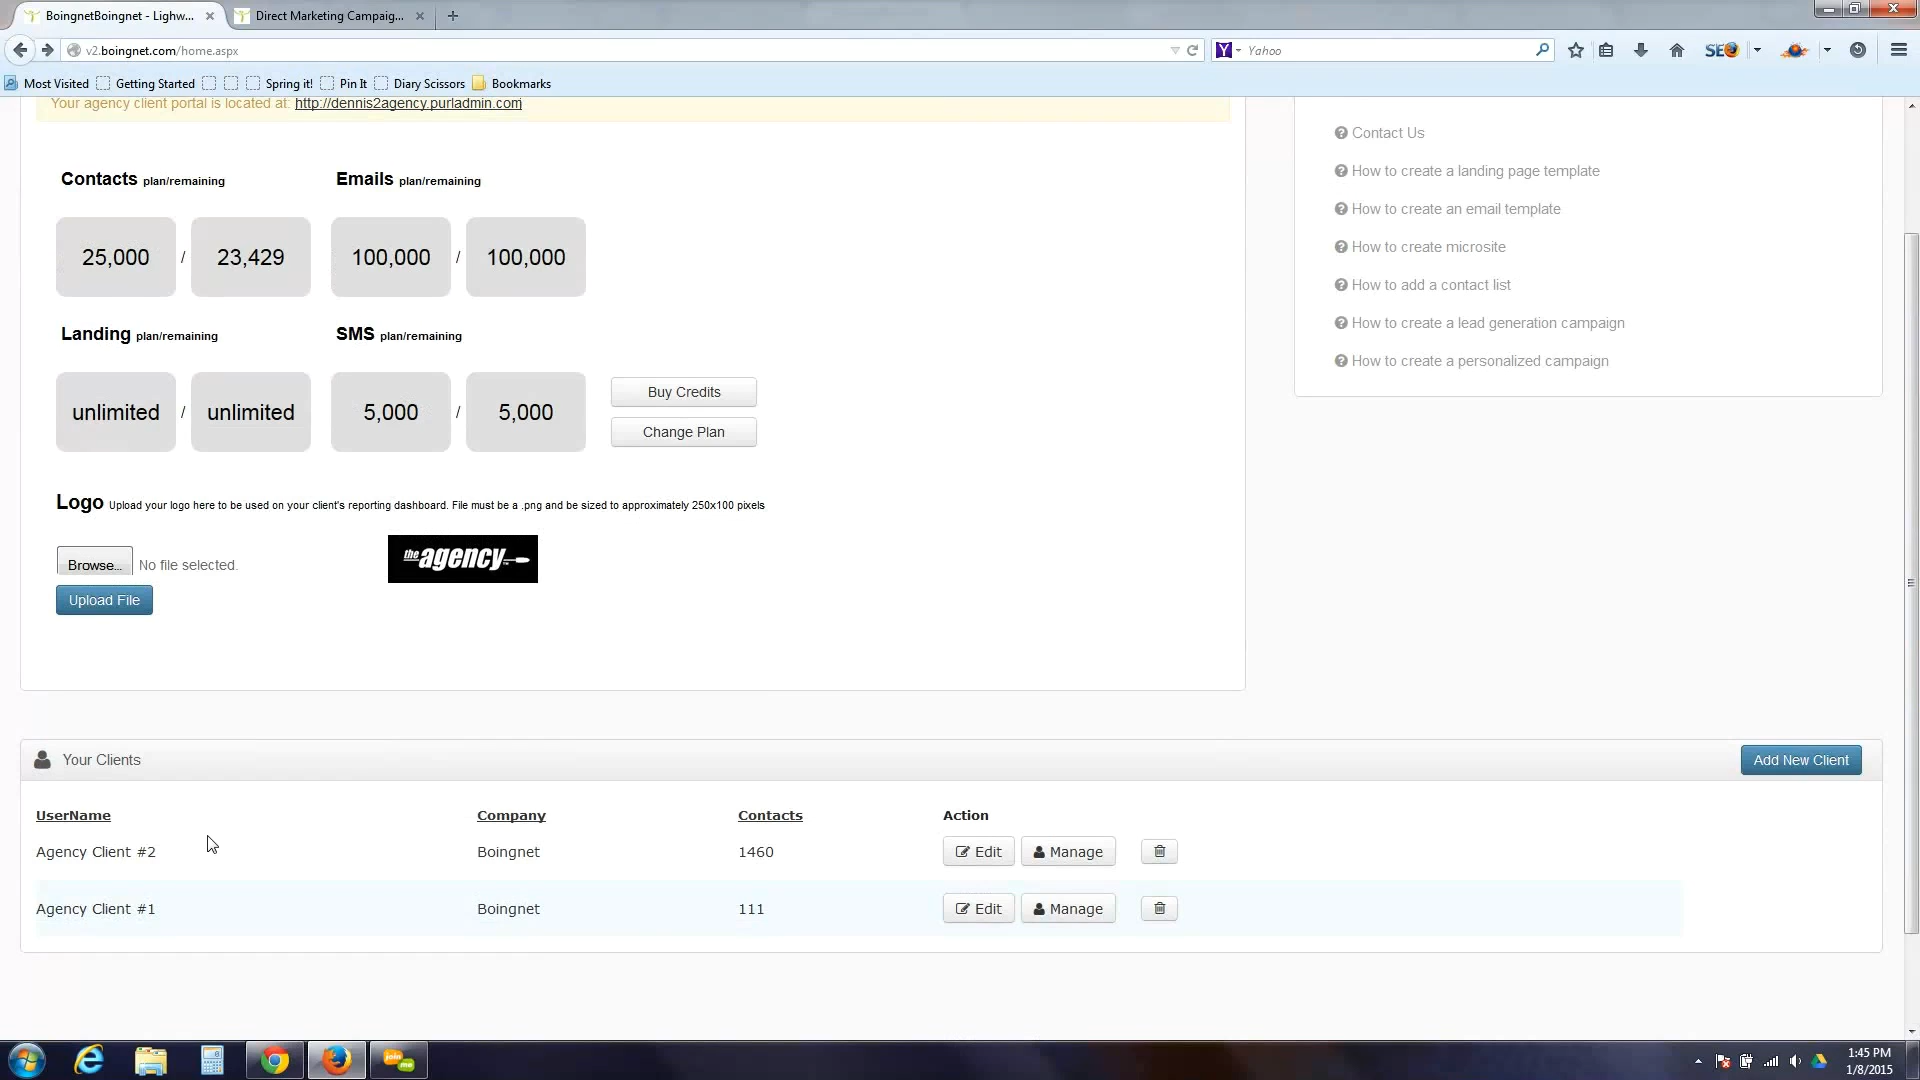 BoingnetBoingnet - Lighw...
Direct Marketing Campaig...
v2.boingnet.com/home.aspx
Yahoo
SEO
Most Visited
Getting Started
Spring it!
Pin It
Diary Scissors
Bookmarks
Your agency client portal is located at: http://dennis2agency.purladmin.com
Contact Us
How to create a landing page template
How to create an email template
How to create microsite
How to add a contact list
How to create a lead generation campaign
How to create a personalized campaign
Contacts plan/remaining
Emails plan/remaining
25,000 / 23,429
100,000 / 100,000
Landing plan/remaining
SMS plan/remaining
unlimited / unlimited
5,000 / 5,000
Buy Credits
Change Plan
Logo Upload your logo here to be used on your client's reporting dashboard. File must be a .png and be sized to approximately 250x100 pixels
Browse... No file selected.
the agency
Upload File
Your Clients
Add New Client
UserName Company Contacts Action
Agency Client #2 Boingnet 1460 Edit Manage
Agency Client #1 Boingnet 111 Edit Manage
join me
1:45 PM
1/8/2015